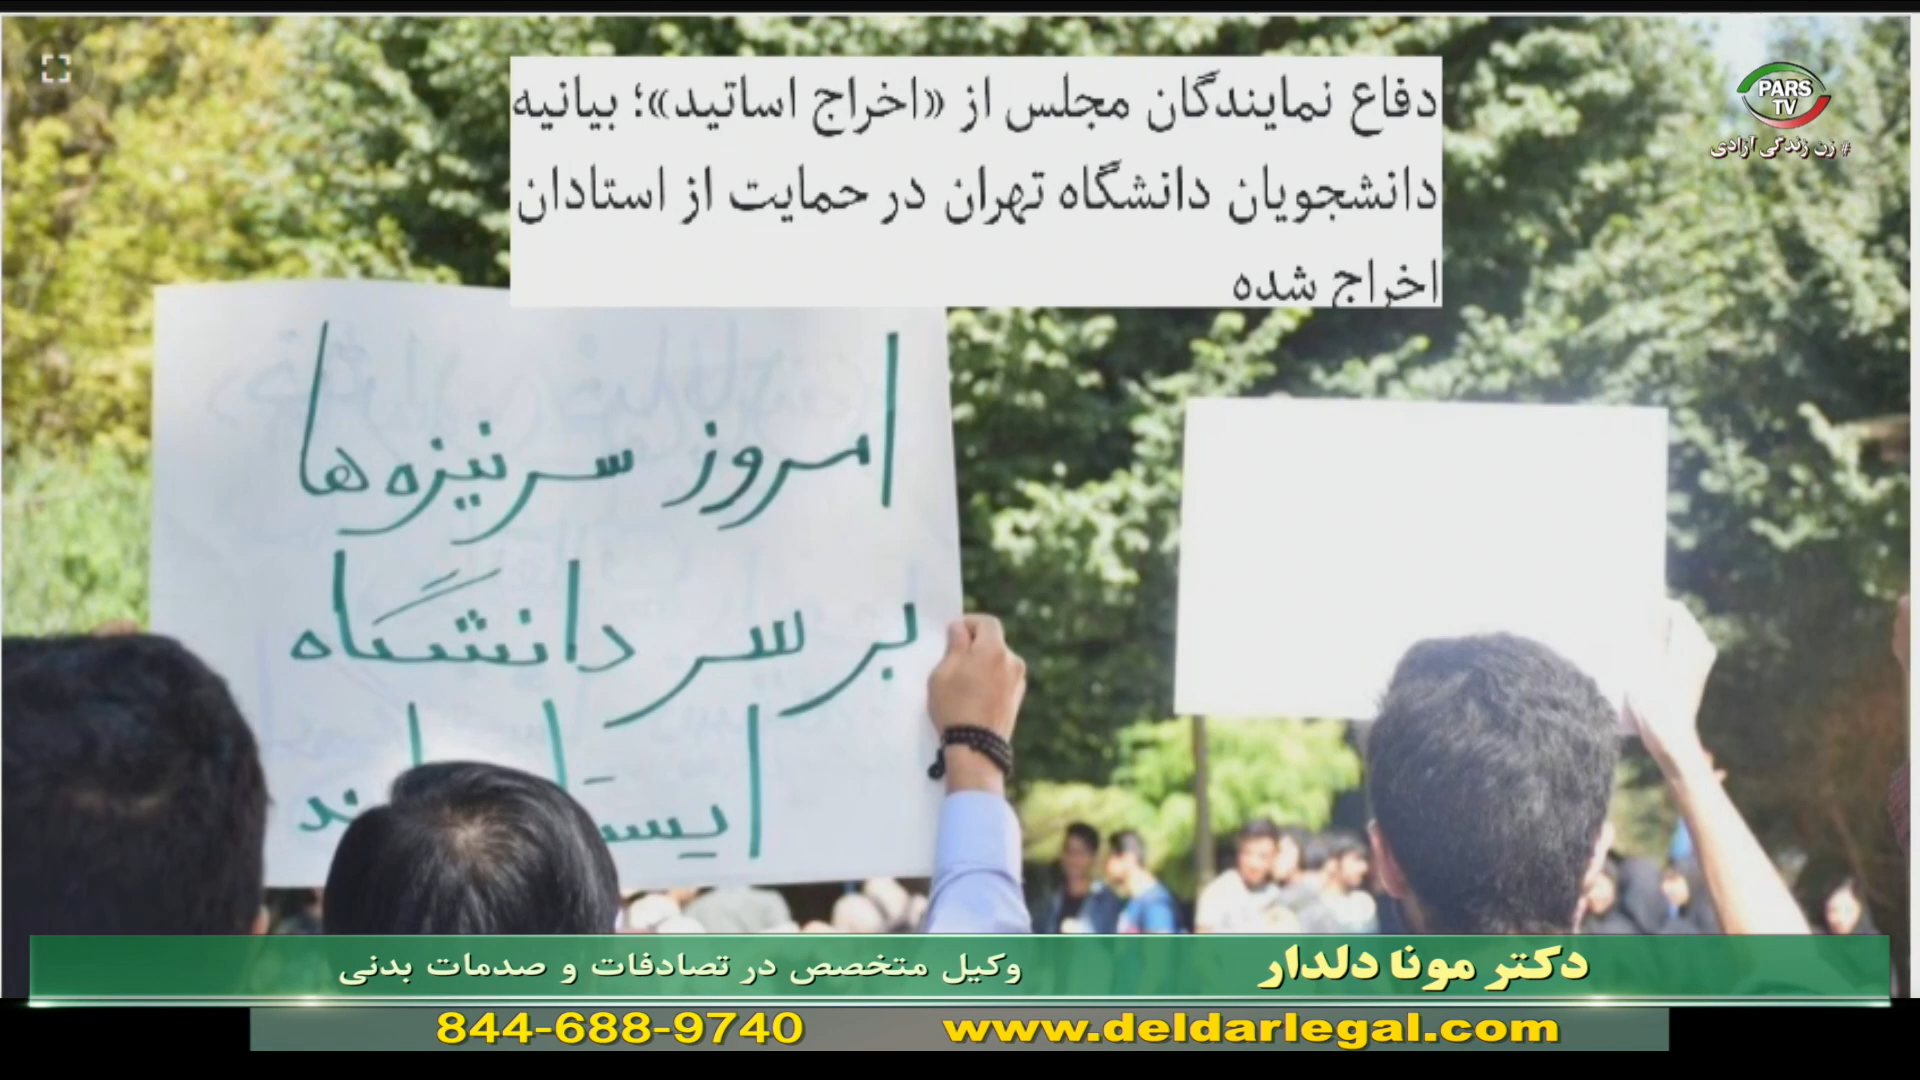 دفاع نمایندگان مجلس از «اخراج اساتید»؛ بیانیه
دانشجویان دانشگاه تهران در حمایت از استادان
اخراج شده
PARS
TV
# زن زندگی آزادی
امروز سرنیزه ها
بر سر دانشگاه
دکتر مونا دلدار
وکیل متخصص در تصادفات و صدمات بدنی
844-688-9740
www.deldarlegal.com